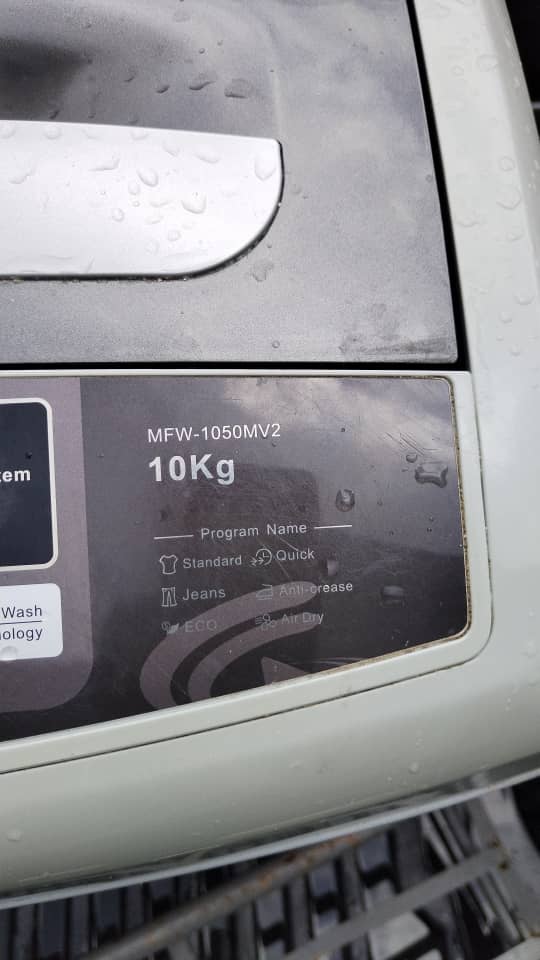 MFW-1050MV2
10Kg
Program Name
Standard Quick
Jeans Anti-crease
ECO Air Dry
tem
Wash
ology